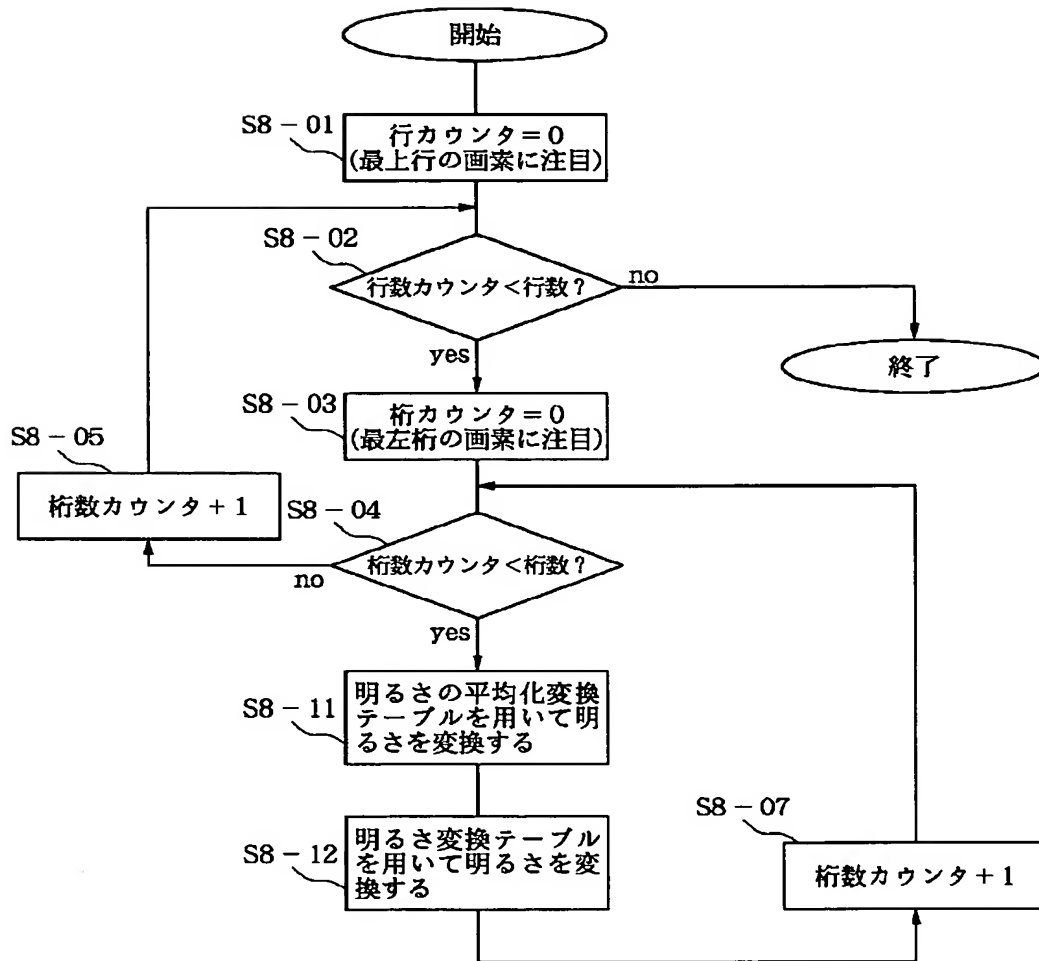 開始
S8-01
行カウンタ=0
(最上行の画素に注目)
S8-02
行数カウンタ<行数?
no
yes
終了
S8-03
桁カウンタ=0
(最左桁の画素に注目)
S8-05
桁数カウンタ+1
S8-04
桁数カウンタ<桁数?
no
yes
S8-11
明るさの平均化変換
テーブルを用いて明
るさを変換する
S8-12
明るさ変換テーブル
を用いて明るさを変
換する
S8-07
桁数カウンタ+1